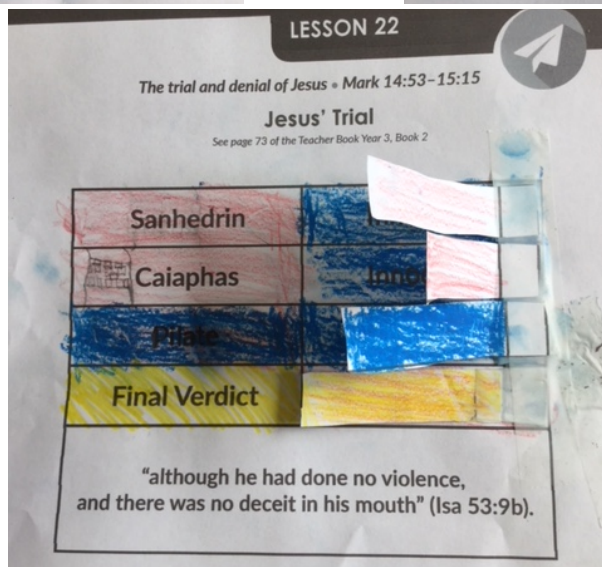 LESSON 22
The trial and denial of Jesus • Mark 14:53–15:15
Jesus' Trial
See page 73 of the Teacher Book Year 3, Book 2
Sanhedrin
Caiaphas
Pilate
Final Verdict
“although he had done no violence,
and there was no deceit in his mouth” (Isa 53:9b).